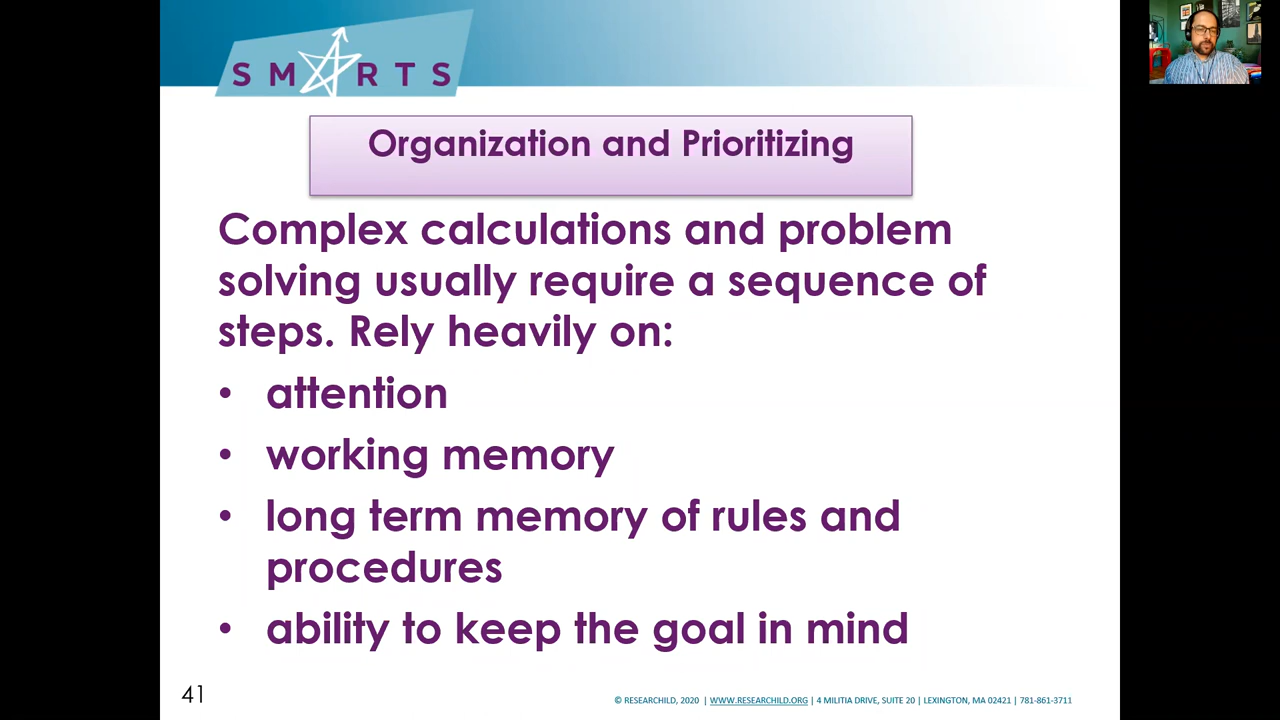 SMARTS
Organization and Prioritizing
Complex calculations and problem
solving usually require a sequence of
steps. Rely heavily on:
• attention
• working memory
• long term memory of rules and
procedures
• ability to keep the goal in mind
41
© RESEARCHILD, 2020 | WWW.RESEARCHILD.ORG | 4 MILITIA DRIVE, SUITE 20 | LEXINGTON, MA 02421 | 781-861-3711